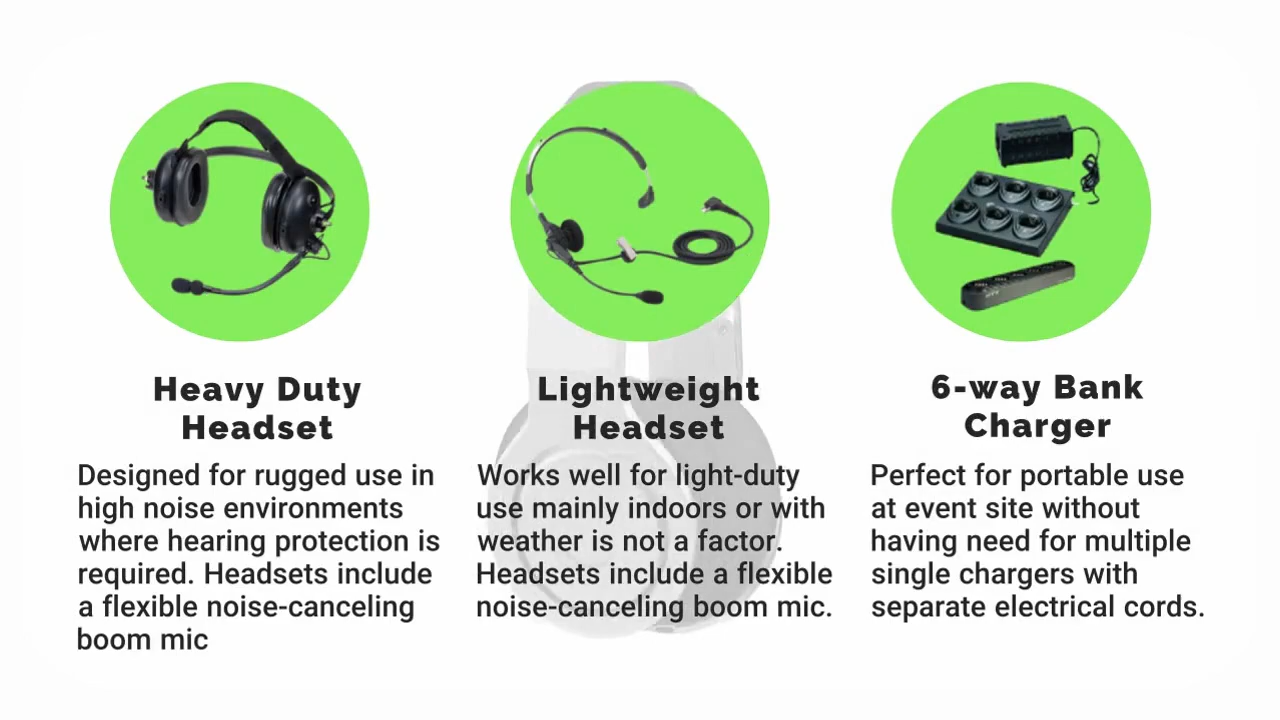 Heavy Duty
Headset
Designed for rugged use in
high noise environments
where hearing protection is
required. Headsets include
a flexible noise-canceling
boom mic
Lightweight
Headset
Works well for light-duty
use mainly indoors or with
weather is not a factor.
Headsets include a flexible
noise-canceling boom mic.
6-way Bank
Charger
Perfect for portable use
at event site without
having need for multiple
single chargers with
separate electrical cords.